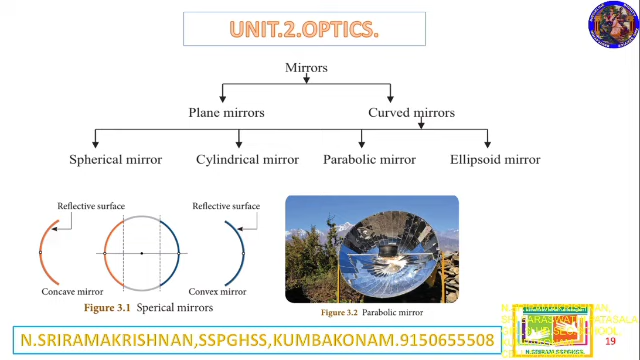 UNIT.2.OPTICS.
Mirrors
Plane mirrors Curved mirrors
Spherical mirror Cylindrical mirror Parabolic mirror Ellipsoid mirror
Reflective surface Reflective surface
Concave mirror Convex mirror
Figure 3.1 Sperical mirrors
Figure 3.2 Parabolic mirror
N.SRIRAMAKRISHNAN,SSPGHSS,KUMBAKONAM.9150655508
19